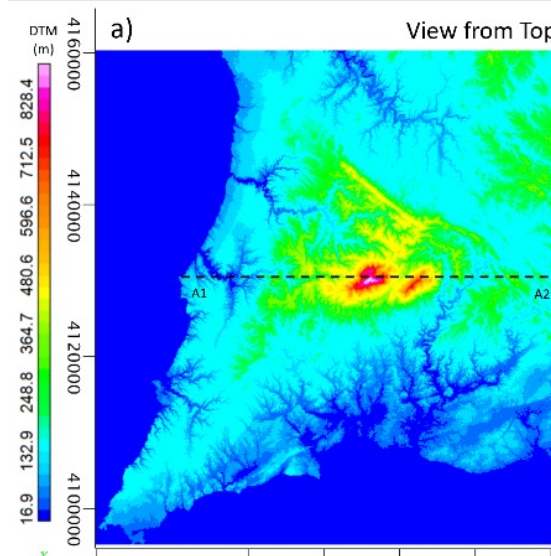 DTM
(m)
a)
View from Top
828.4
712.5
596.6
480.6
364.7
248.8
132.9
16.9
4160000
4140000
4120000
4100000
A1
A2